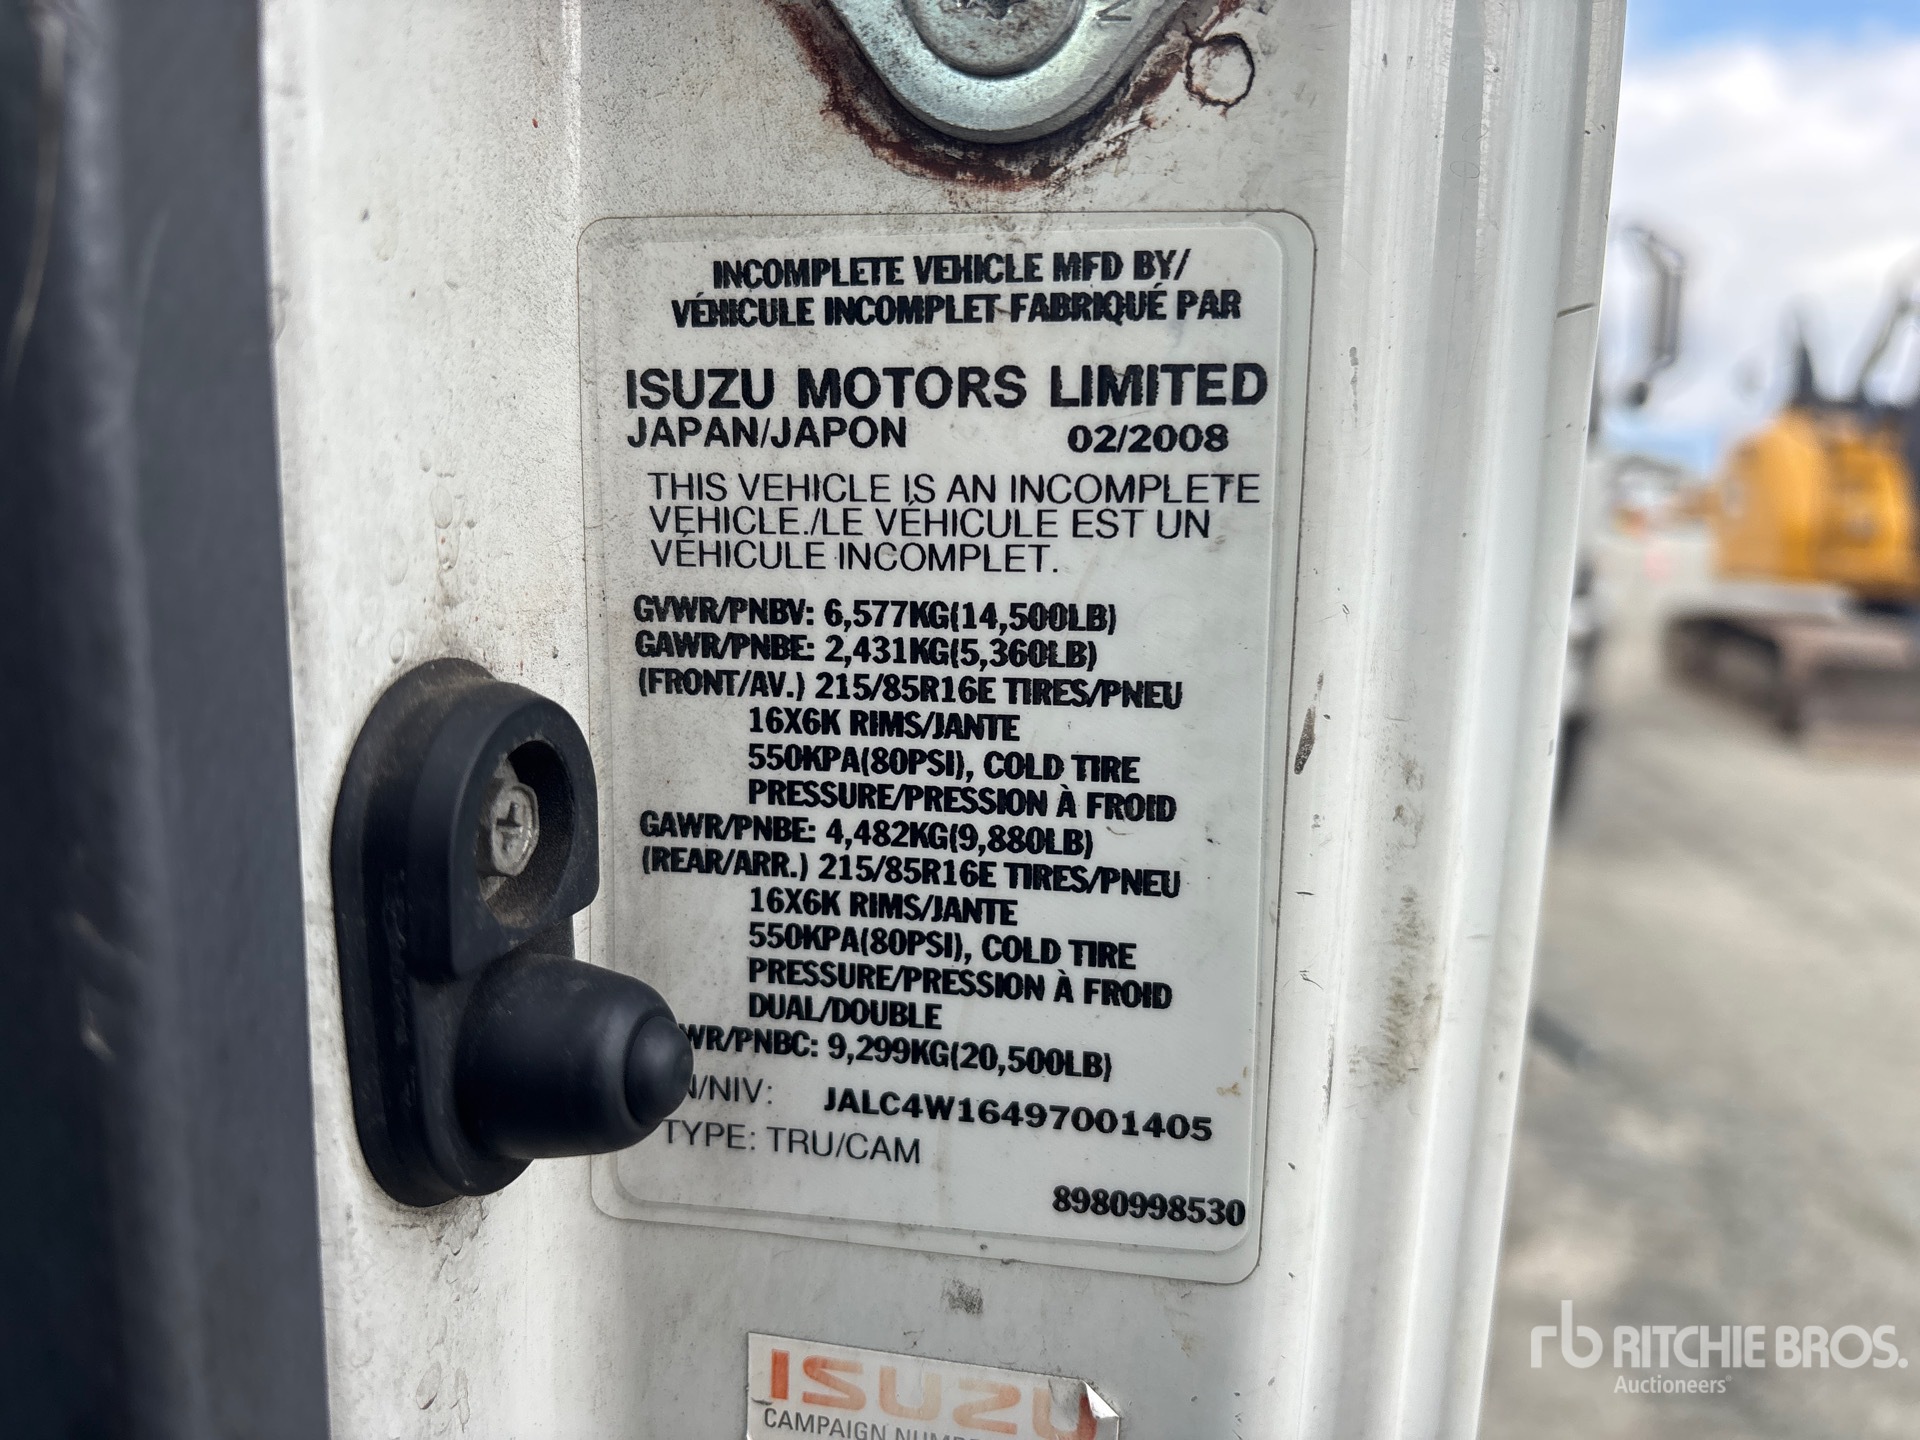 INCOMPLETE VEHICLE MFD BY/
VÉHICULE INCOMPLET FABRIQUÉ PAR
ISUZU MOTORS LIMITED
JAPAN/JAPON 02/2008
THIS VEHICLE IS AN INCOMPLETE
VEHICLE./LE VÉHICULE EST UN
VÉHICULE INCOMPLET.
GVWR/PNBV: 6,577KG(14,500LB)
GAWR/PNBE: 2,431KG(5,360LB)
(FRONT/AV.) 215/85R16E TIRES/PNEU
16X6K RIMS/JANTE
550KPA(80PSI), COLD TIRE
PRESSURE/PRESSION À FROID
GAWR/PNBE: 4,482KG(9,880LB)
(REAR/ARR.) 215/85R16E TIRES/PNEU
16X6K RIMS/JANTE
550KPA(80PSI), COLD TIRE
PRESSURE/PRESSION À FROID
DUAL/DOUBLE
WR/PNBC: 9,299KG(20,500LB)
N/NIV: JALC4W16497001405
TYPE: TRU/CAM
8980998530
ISUZU
CAMPAIGN
rb RITCHIE BROS.
Auctioneers